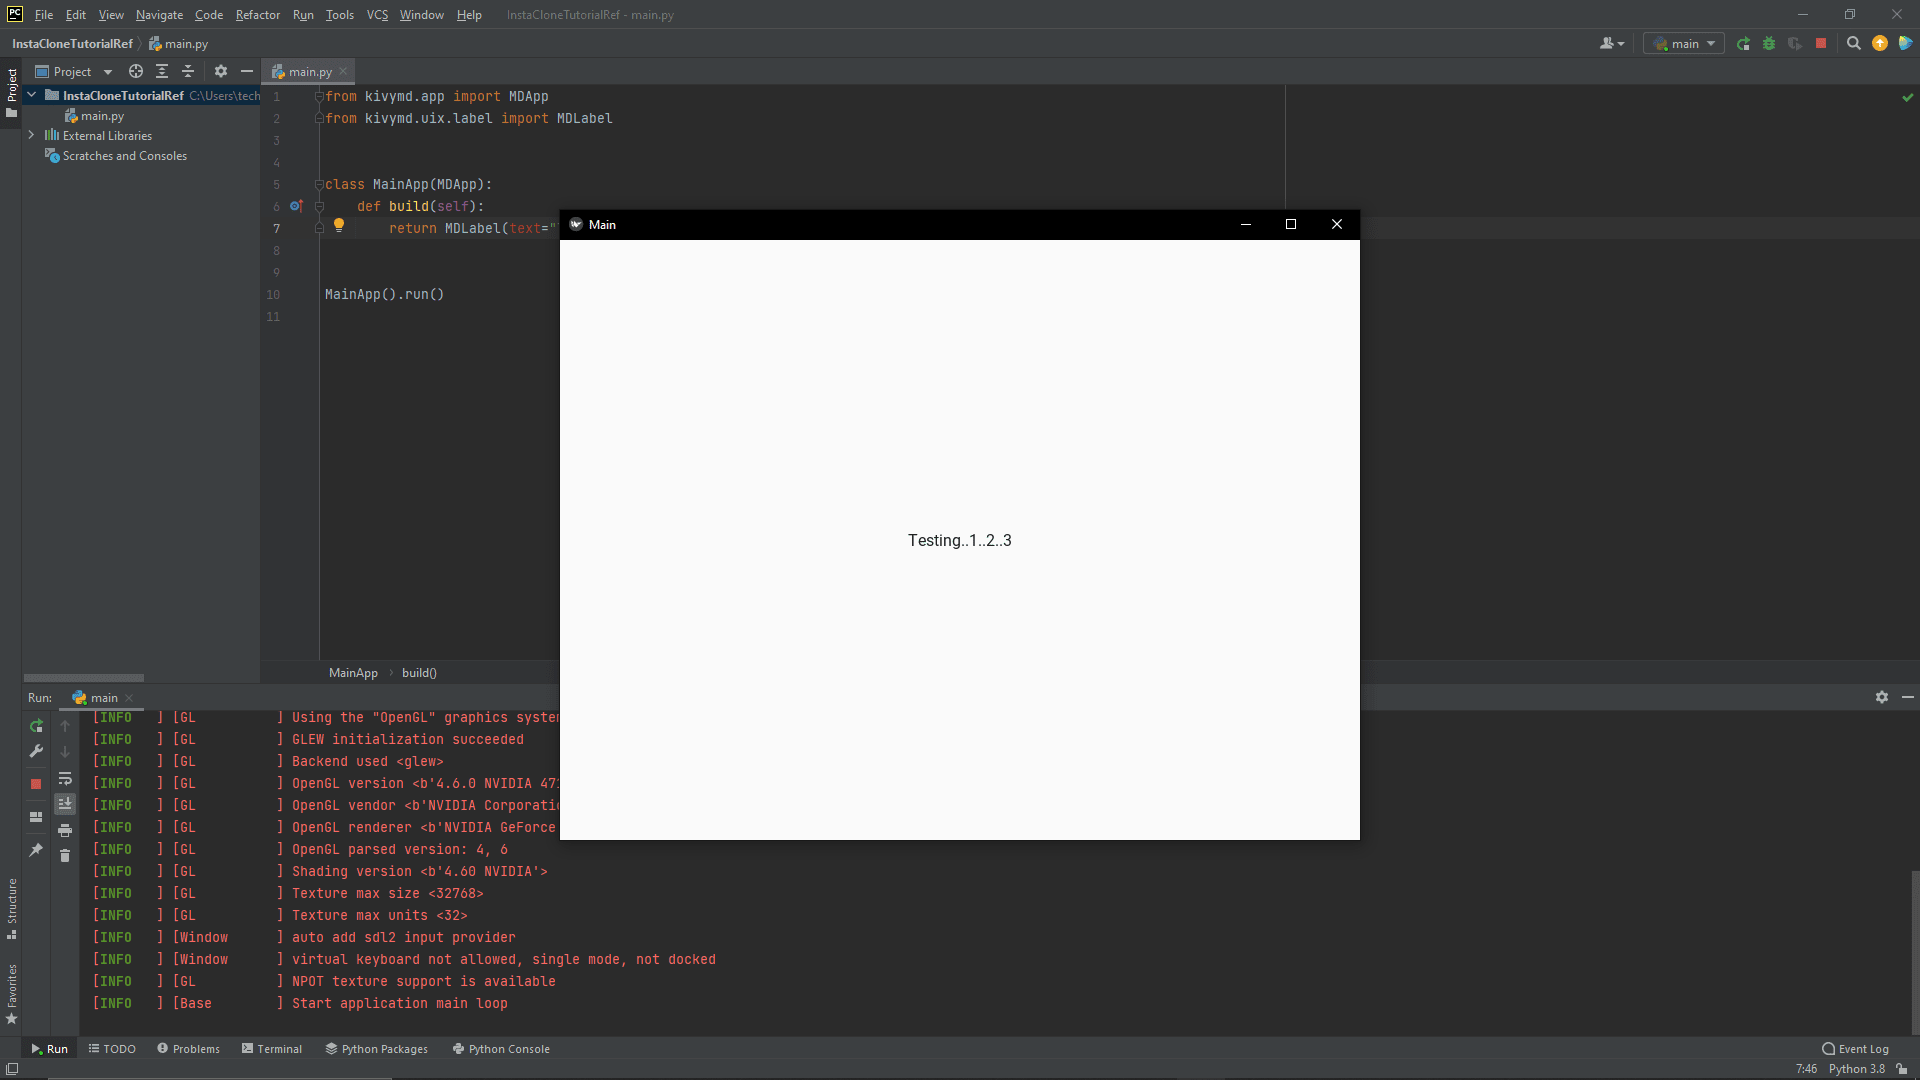 PC File Edit View Navigate Code Refactor Run Tools VCS Window Help InstaCloneTutorialRef - main.py
InstaCloneTutorialRef main.py main
Project
Project main.py
InstaCloneTutorialRef C:\Users\tech
main.py
External Libraries
Scratches and Consoles
1 from kivymd.app import MDApp
2 from kivymd.uix.label import MDLabel
3
4
5 class MainApp(MDApp):
6 def build(self):
7 return MDLabel(text="
8
9
10 MainApp().run()
11
Main
Testing..1..2..3
MainApp build()
Run: main
[INFO ] [GL ] Using the "OpenGL" graphics system
[INFO ] [GL ] GLEW initialization succeeded
[INFO ] [GL ] Backend used <glew>
[INFO ] [GL ] OpenGL version <b'4.6.0 NVIDIA 471
[INFO ] [GL ] OpenGL vendor <b'NVIDIA Corporatio
[INFO ] [GL ] OpenGL renderer <b'NVIDIA GeForce
[INFO ] [GL ] OpenGL parsed version: 4, 6
[INFO ] [GL ] Shading version <b'4.60 NVIDIA'>
[INFO ] [GL ] Texture max size <32768>
[INFO ] [GL ] Texture max units <32>
[INFO ] [Window ] auto add sdl2 input provider
[INFO ] [Window ] virtual keyboard not allowed, single mode, not docked
[INFO ] [GL ] NPOT texture support is available
[INFO ] [Base ] Start application main loop
Structure
Favorites
Run TODO Problems Terminal Python Packages Python Console Event Log
7:46 Python 3.8